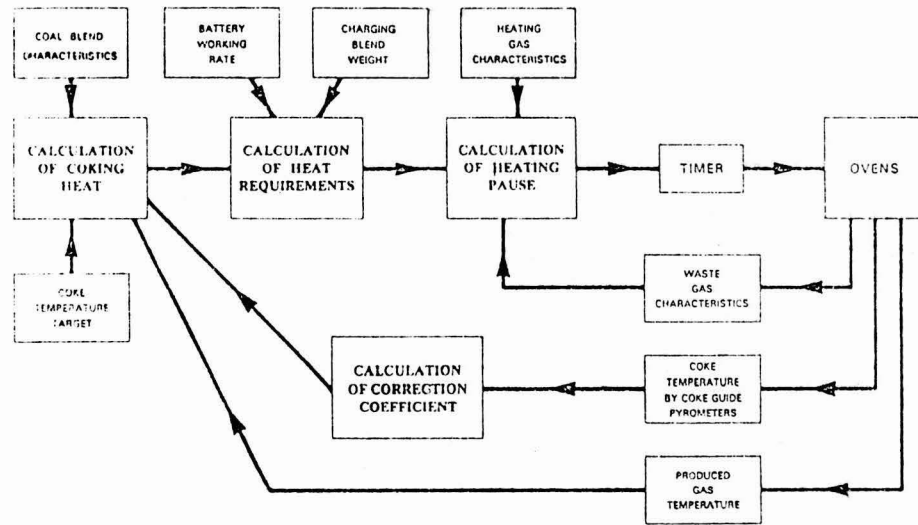 COAL BLEND
CHARACTERISTICS
BATTERY
WORKING
RATE
CHARGING
BLEND
WEIGHT
HEATING
GAS
CHARACTERISTICS
CALCULATION
OF COKING
HEAT
CALCULATION
OF HEAT
REQUIREMENTS
CALCULATION
OF HEATING
PAUSE
TIMER
OVENS
COKE
TEMPERATURE
TARGET
WASTE
GAS
CHARACTERISTICS
CALCULATION
OF CORRECTION
COEFFICIENT
COKE
TEMPERATURE
BY COKE GUIDE
PYROMETERS
PRODUCED
GAS
TEMPERATURE